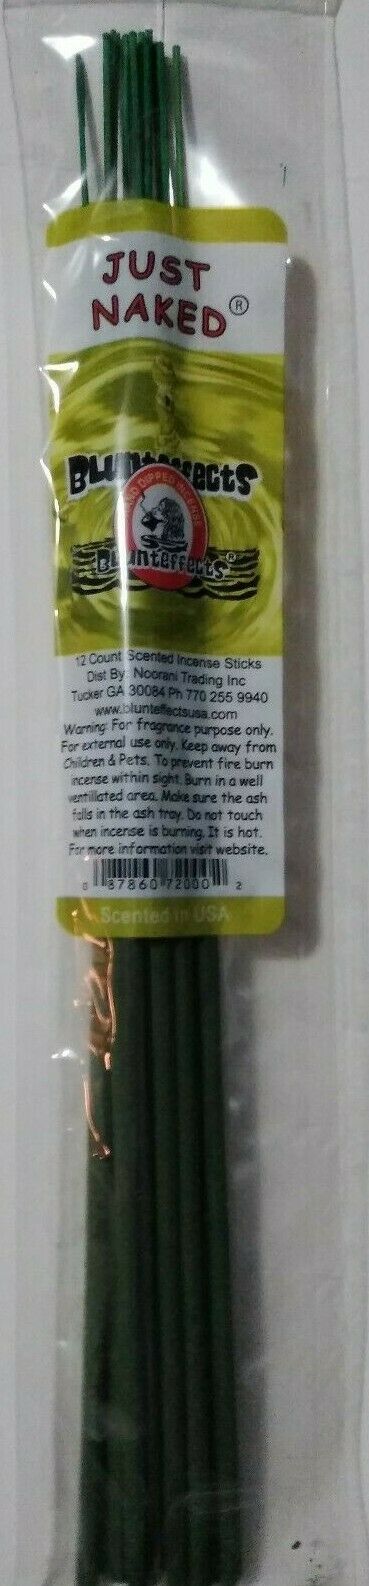 JUST
NAKED®
Blunteffects
HAND DIPPED INCENSE
Blunteffects®
12 Count Scented Incense Sticks
Dist By: Noorani Trading Inc
Tucker GA 30084 Ph 770 255 9940
www.blunteffectsusa.com
Warning: For fragrance purpose only.
For external use only. Keep away from
Children & Pets. To prevent fire burn
incense within sight. Burn in a well
ventillated area. Make sure the ash
falls in the ash tray. Do not touch
when incense is burning. It is hot.
For more information visit website.
0 37860 72000 2
Scented in USA